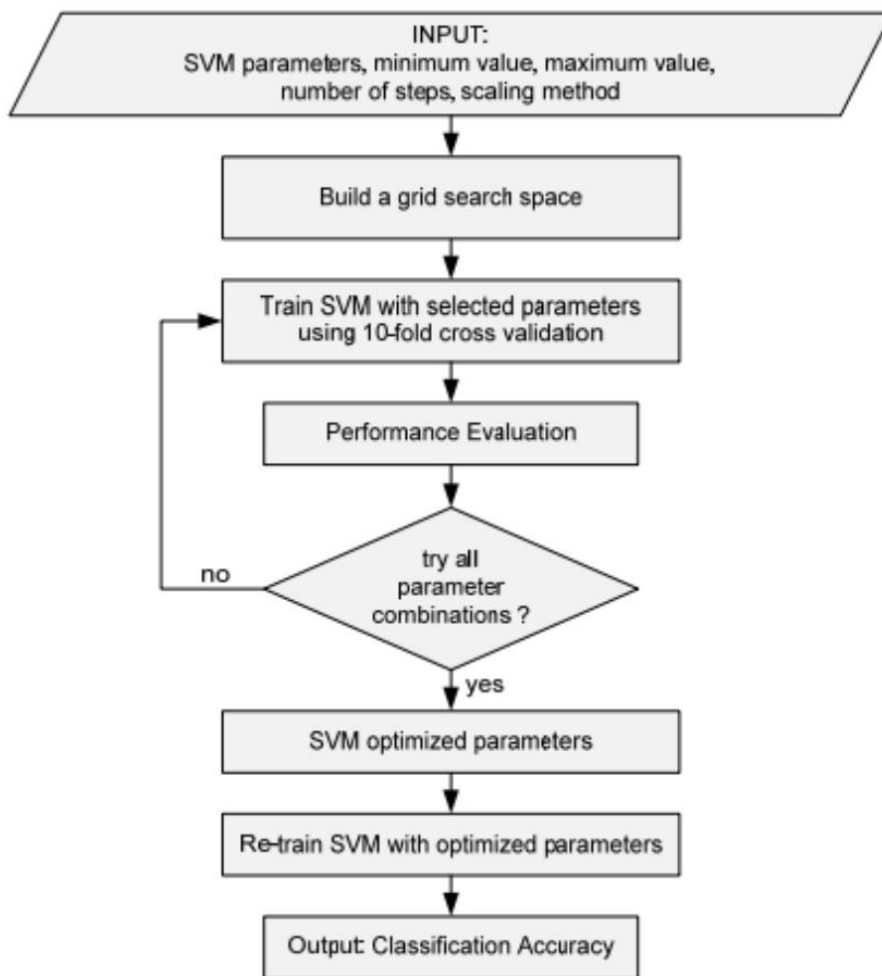 INPUT:
SVM parameters, minimum value, maximum value,
number of steps, scaling method
Build a grid search space
Train SVM with selected parameters
using 10-fold cross validation
Performance Evaluation
try all
parameter
combinations ?
no
yes
SVM optimized parameters
Re-train SVM with optimized parameters
Output: Classification Accuracy